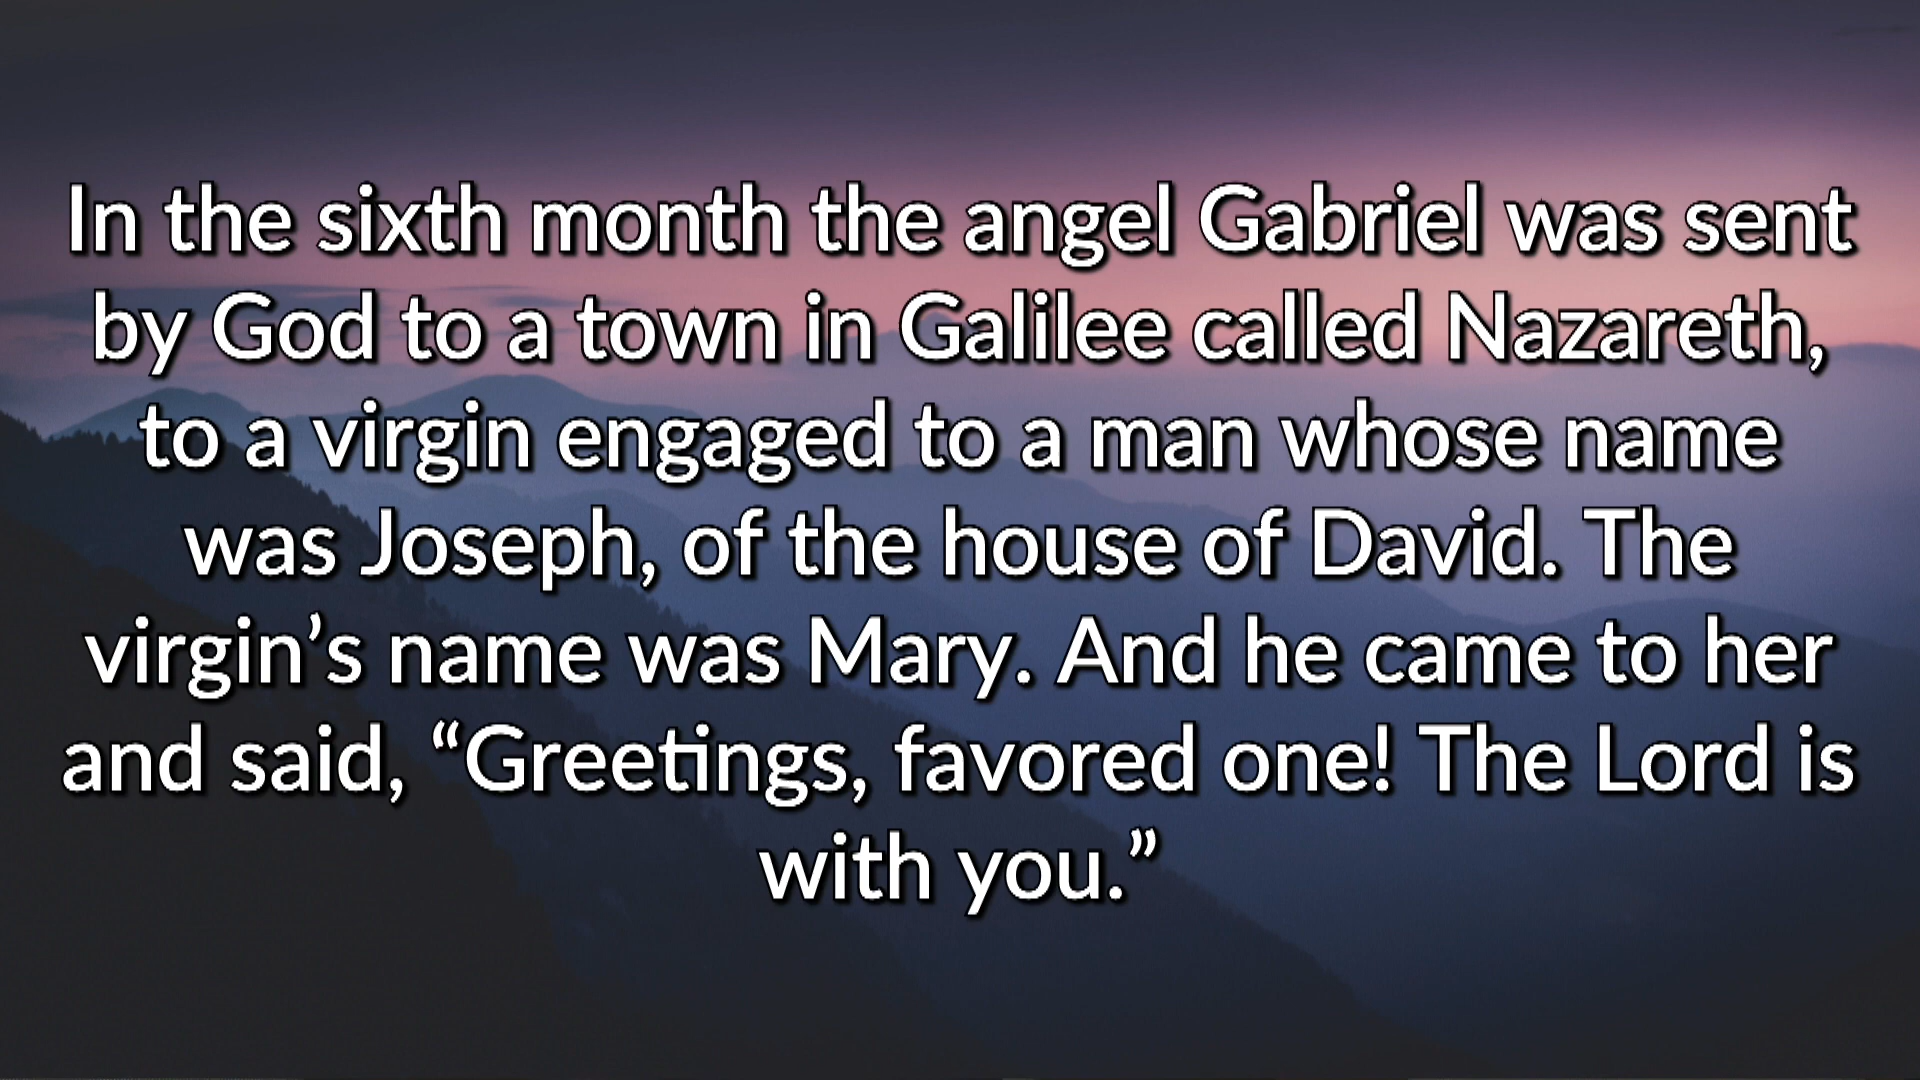 In the sixth month the angel Gabriel was sent
by God to a town in Galilee called Nazareth,
to a virgin engaged to a man whose name
was Joseph, of the house of David. The
virgin’s name was Mary. And he came to her
and said, “Greetings, favored one! The Lord is
with you.”